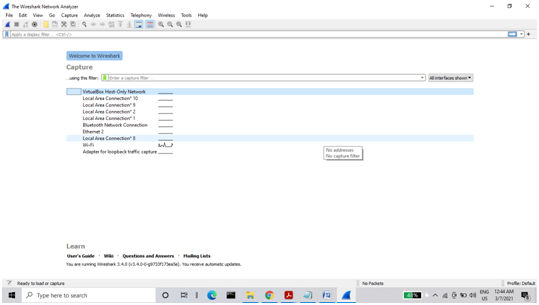 The Wireshark Network Analyzer
File Edit View Go Capture Analyze Statistics Telephony Wireless Tools Help
Apply a display filter ... <Ctrl-/>
Welcome to Wireshark
Capture
...using this filter: Enter a capture filter ... All interfaces shown
VirtualBox Host-Only Network
Local Area Connection* 10
Local Area Connection* 9
Local Area Connection* 2
Local Area Connection* 1
Bluetooth Network Connection
Ethernet 2
Local Area Connection* 8
Wi-Fi
Adapter for loopback traffic capture
No addresses
No capture filter
Learn
User's Guide · Wiki · Questions and Answers · Mailing Lists
You are running Wireshark 3.4.0 (v3.4.0-0-g9733f173ea5e). You receive automatic updates.
Ready to load or capture No Packets Profile: Default
Type here to search
ENG 12:44 AM
US 3/7/2021